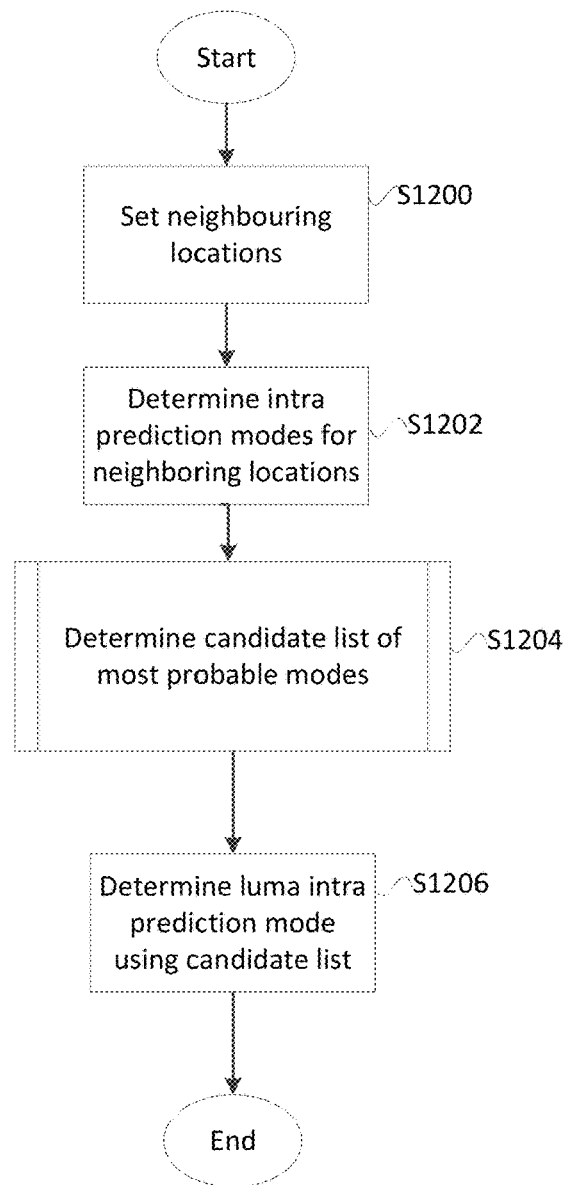 Start
Set neighbouring
locations
S1200
Determine intra
prediction modes for
neighboring locations
S1202
Determine candidate list of
most probable modes
S1204
Determine luma intra
prediction mode
using candidate list
S1206
End